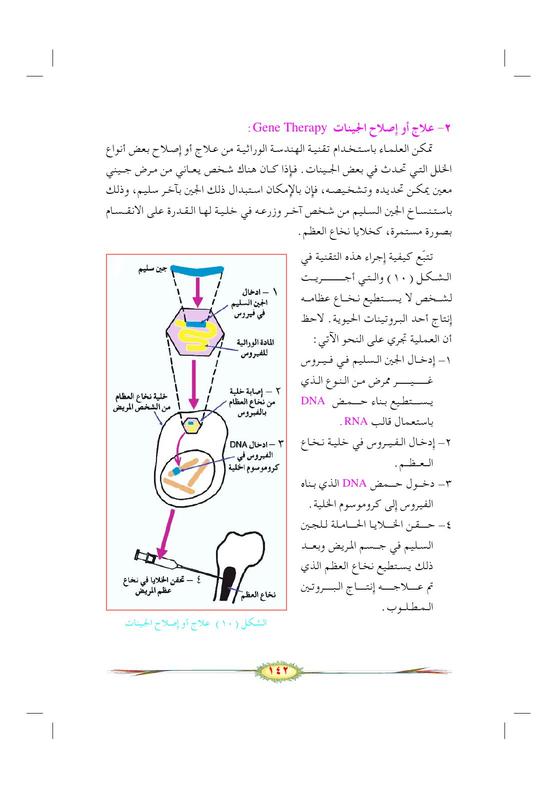 ٢- علاج أو إصلاح الجينات Gene Therapy :
تمكن العلماء باستخدام تقنية الهندسة الوراثية من علاج أو إصلاح بعض أنواع
الخلل التي تحدث في بعض الجينات. فإذا كان هناك شخص يعاني من مرض جيني
معين يمكن تحديده وتشخيصه، فإن بالإمكان استبدال ذلك الجين بآخر سليم، وذلك
باستنساخ الجين السليم من شخص آخر وزرعه في خلية لها القدرة على الانقسام
بصورة مستمرة، كخلايا نخاع العظم.
تتبّع كيفية إجراء هذه التقنية في
الشكل (١٠) والتي أجــريت
لشخص لا يستطيع نخاع عظامه
إنتاج أحد البروتينات الحيوية. لاحظ
أن العملية تجري على النحو الآتي:
١- إدخال الجين السليم في فيروس
غــيــر ممرض من النوع الذي
يستطيع بناء حمض DNA
باستعمال قالب RNA.
٢- إدخال الفيروس في خلية نخاع
العظم.
٣- دخول حمض DNA الذي بناه
الفيروس إلى كروموسوم الخلية.
٤- حقن الخلايا الحاملة للجين
السليم في جسم المريض وبعد
ذلك يستطيع نخاع العظم الذي
تم عــلاجــه إنتــاج البــروتين
المطلوب.
جين سليم
١ - ادخال
الجين السليم
في فيروس
المادة الوراثية
للفيروس
٢ - إصابة خلية
من نخاع العظام
بالفيروس
خلية نخاع العظام
من الشخص المريض
٣ - ادخال DNA
الفيروس في
كروموسوم الخلية
٤ - تحقن الخلايا في نخاع
عظم المريض
نخاع العظم
الشكل (١٠) علاج أو إصلاح الجينات
١٤٢